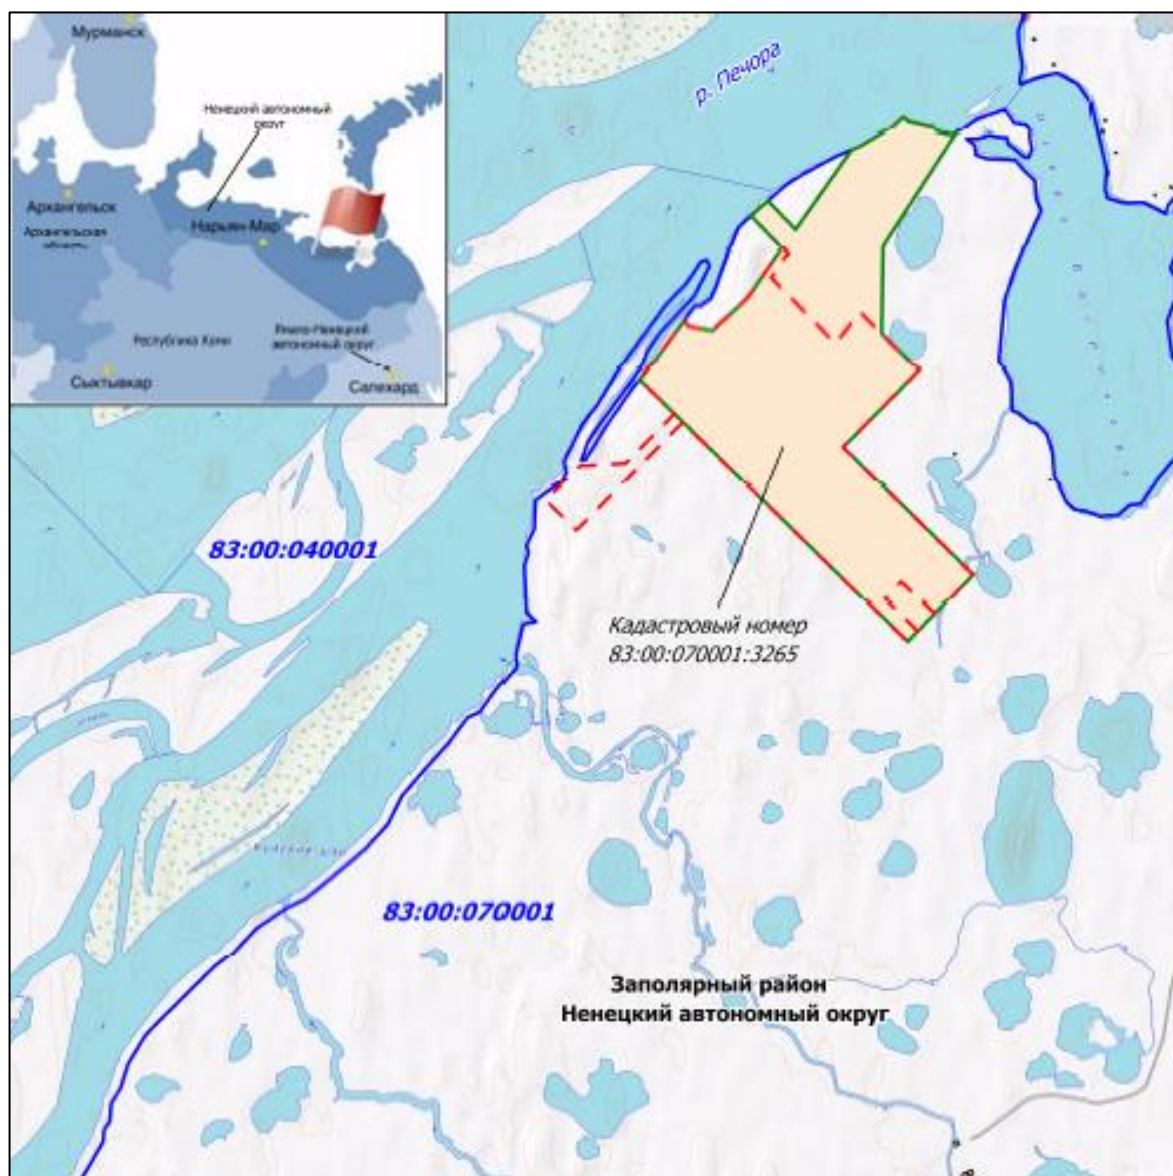 Мурманск
р. Печора
Ненецкий автономный
округ
Архангельск
Архангельская
область
Нарьян-Мар
Республика Коми
Ямало-Ненецкий
автономный округ
Сыктывкар
Салехард
83:00:040001
Кадастровый номер
83:00:070001:3265
83:00:070001
Заполярный район
Ненецкий автономный округ